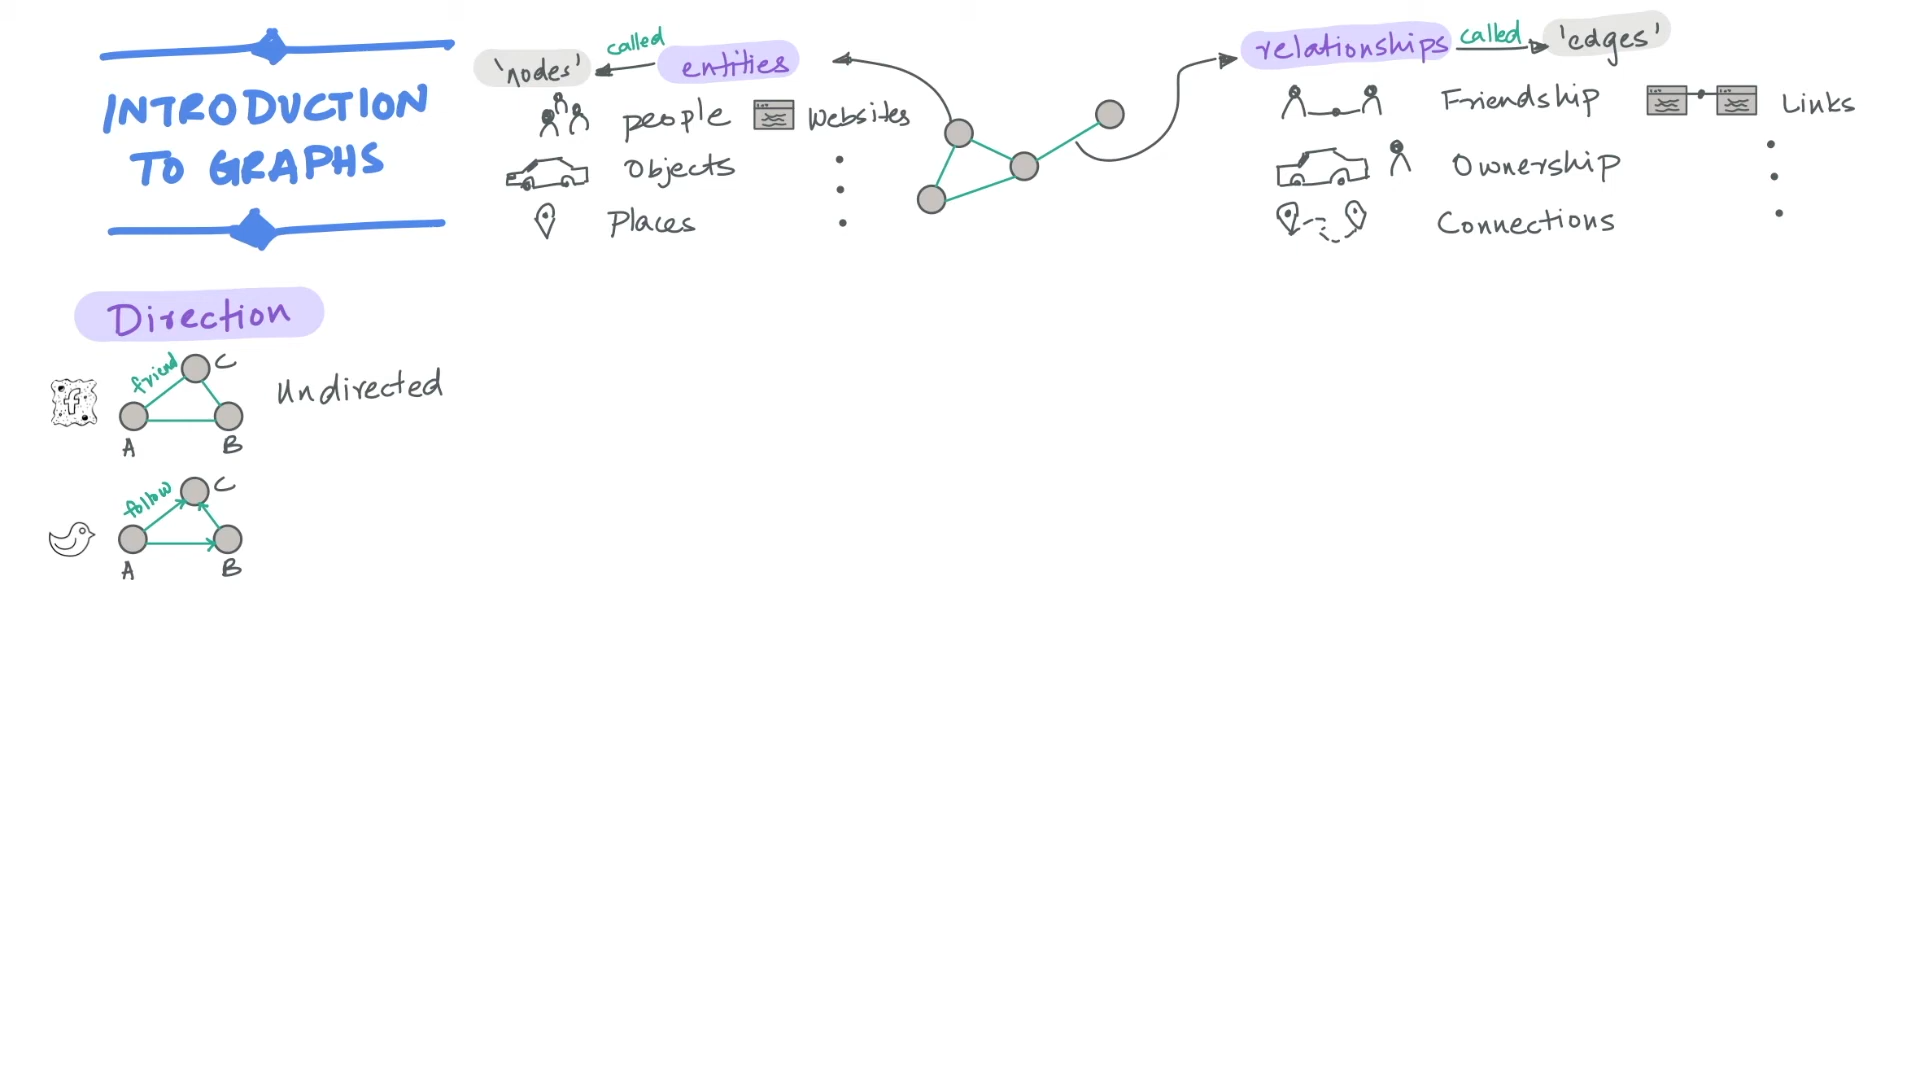 INTRODUCTION
TO GRAPHS
'nodes' called entities
people Websites
Objects
Places
relationships called 'edges'
Friendship Links
Ownership
Connections
Direction
f
friend
C
A
B
Undirected
follow
C
A
B